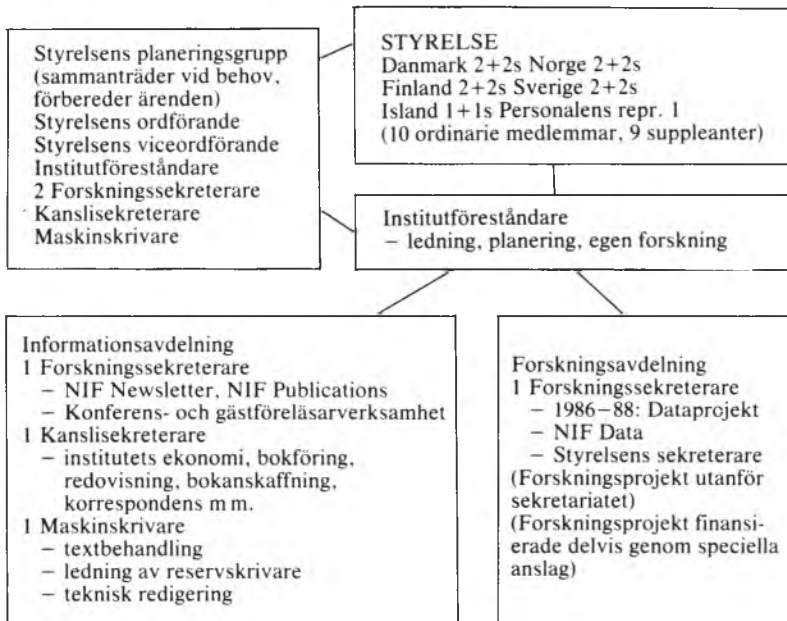 Styrelsens planeringsgrupp
(sammanträder vid behov,
förbereder ärenden)
Styrelsens ordförande
Styrelsens viceordförande
Institutföreståndare
2 Forskningssekreterare
Kanslisekreterare
Maskinskrivare
STYRELSE
Danmark 2+2s Norge 2+2s
Finland 2+2s Sverige 2+2s
Island 1+1s Personalens repr. 1
(10 ordinarie medlemmar, 9 suppleanter)
Institutföreståndare
– ledning, planering, egen forskning
Informationsavdelning
1 Forskningssekreterare
– NIF Newsletter, NIF Publications
– Konferens- och gästföreläsarverksamhet
1 Kanslisekreterare
– institutets ekonomi, bokföring,
redovisning, bokanskaffning,
korrespondens m m.
1 Maskinskrivare
– textbehandling
– ledning av reservskrivare
– teknisk redigering
Forskningsavdelning
1 Forskningssekreterare
– 1986–88: Dataprojekt
– NIF Data
– Styrelsens sekreterare
(Forskningsprojekt utanför
sekretariatet)
(Forskningsprojekt finansi-
erade delvis genom speciella
anslag)